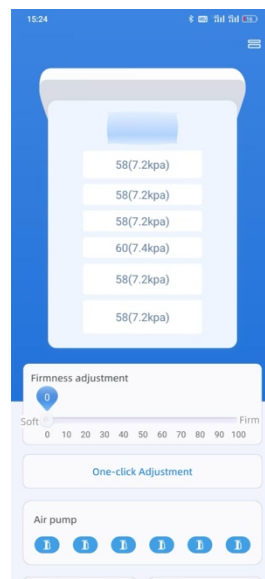 15:24
58(7.2kpa)
58(7.2kpa)
58(7.2kpa)
60(7.4kpa)
58(7.2kpa)
58(7.2kpa)
Firmness adjustment
0
Soft Firm
0 10 20 30 40 50 60 70 80 90 100
One-click Adjustment
Air pump